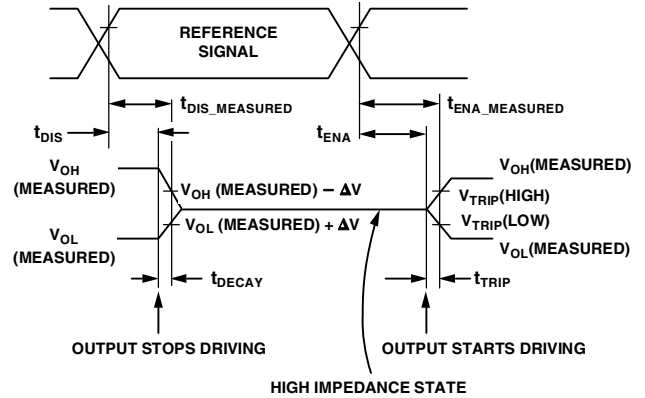 REFERENCE
SIGNAL
tDIS_MEASURED
tENA_MEASURED
tDIS
tENA
VOH
(MEASURED)
VOH (MEASURED) – ΔV
VOH(MEASURED)
VTRIP(HIGH)
VOL (MEASURED) + ΔV
VTRIP(LOW)
VOL
(MEASURED)
VOL(MEASURED)
tDECAY
tTRIP
OUTPUT STOPS DRIVING
OUTPUT STARTS DRIVING
HIGH IMPEDANCE STATE